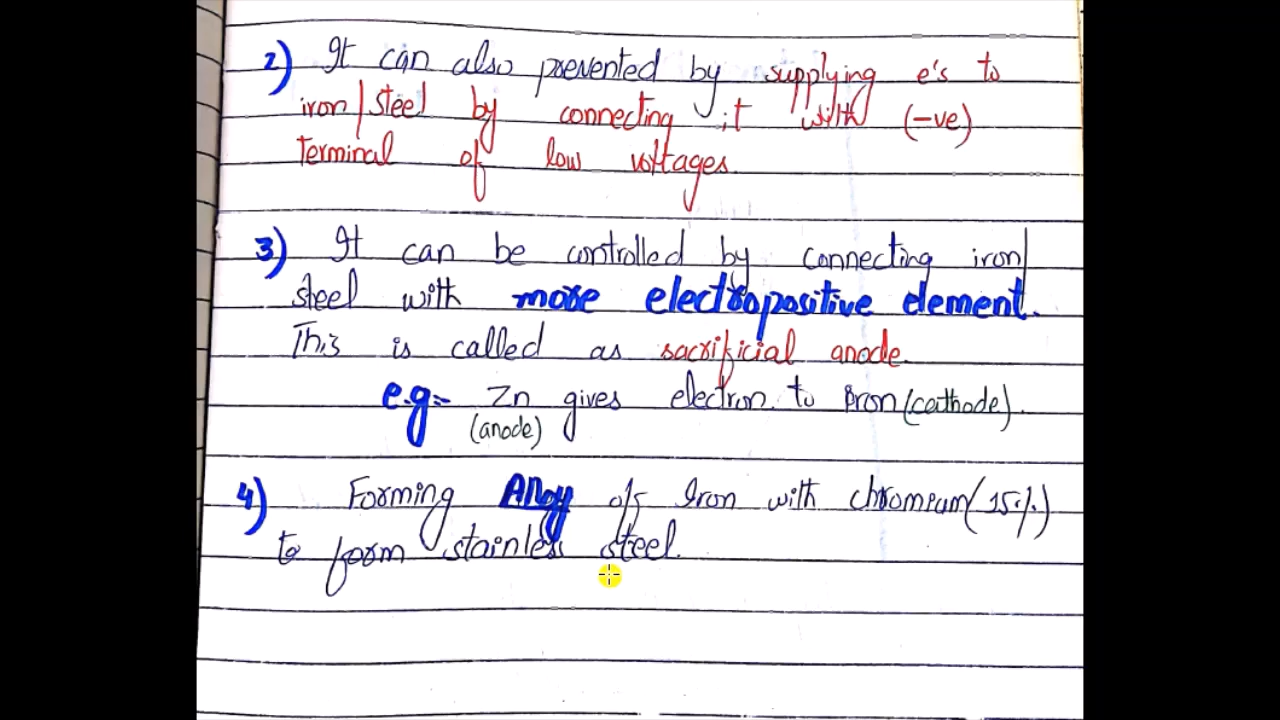 2) It can also prevented by supplying e's to
iron/steel by connecting it with (-ve)
terminal of low voltages.
3) It can be controlled by connecting iron/
steel with more electropositive element.
This is called as sacrificial anode.
e.g:- Zn gives electron to Iron (cathode).
(anode)
4) Forming Alloy of Iron with chromium (15%)
to form stainless steel.